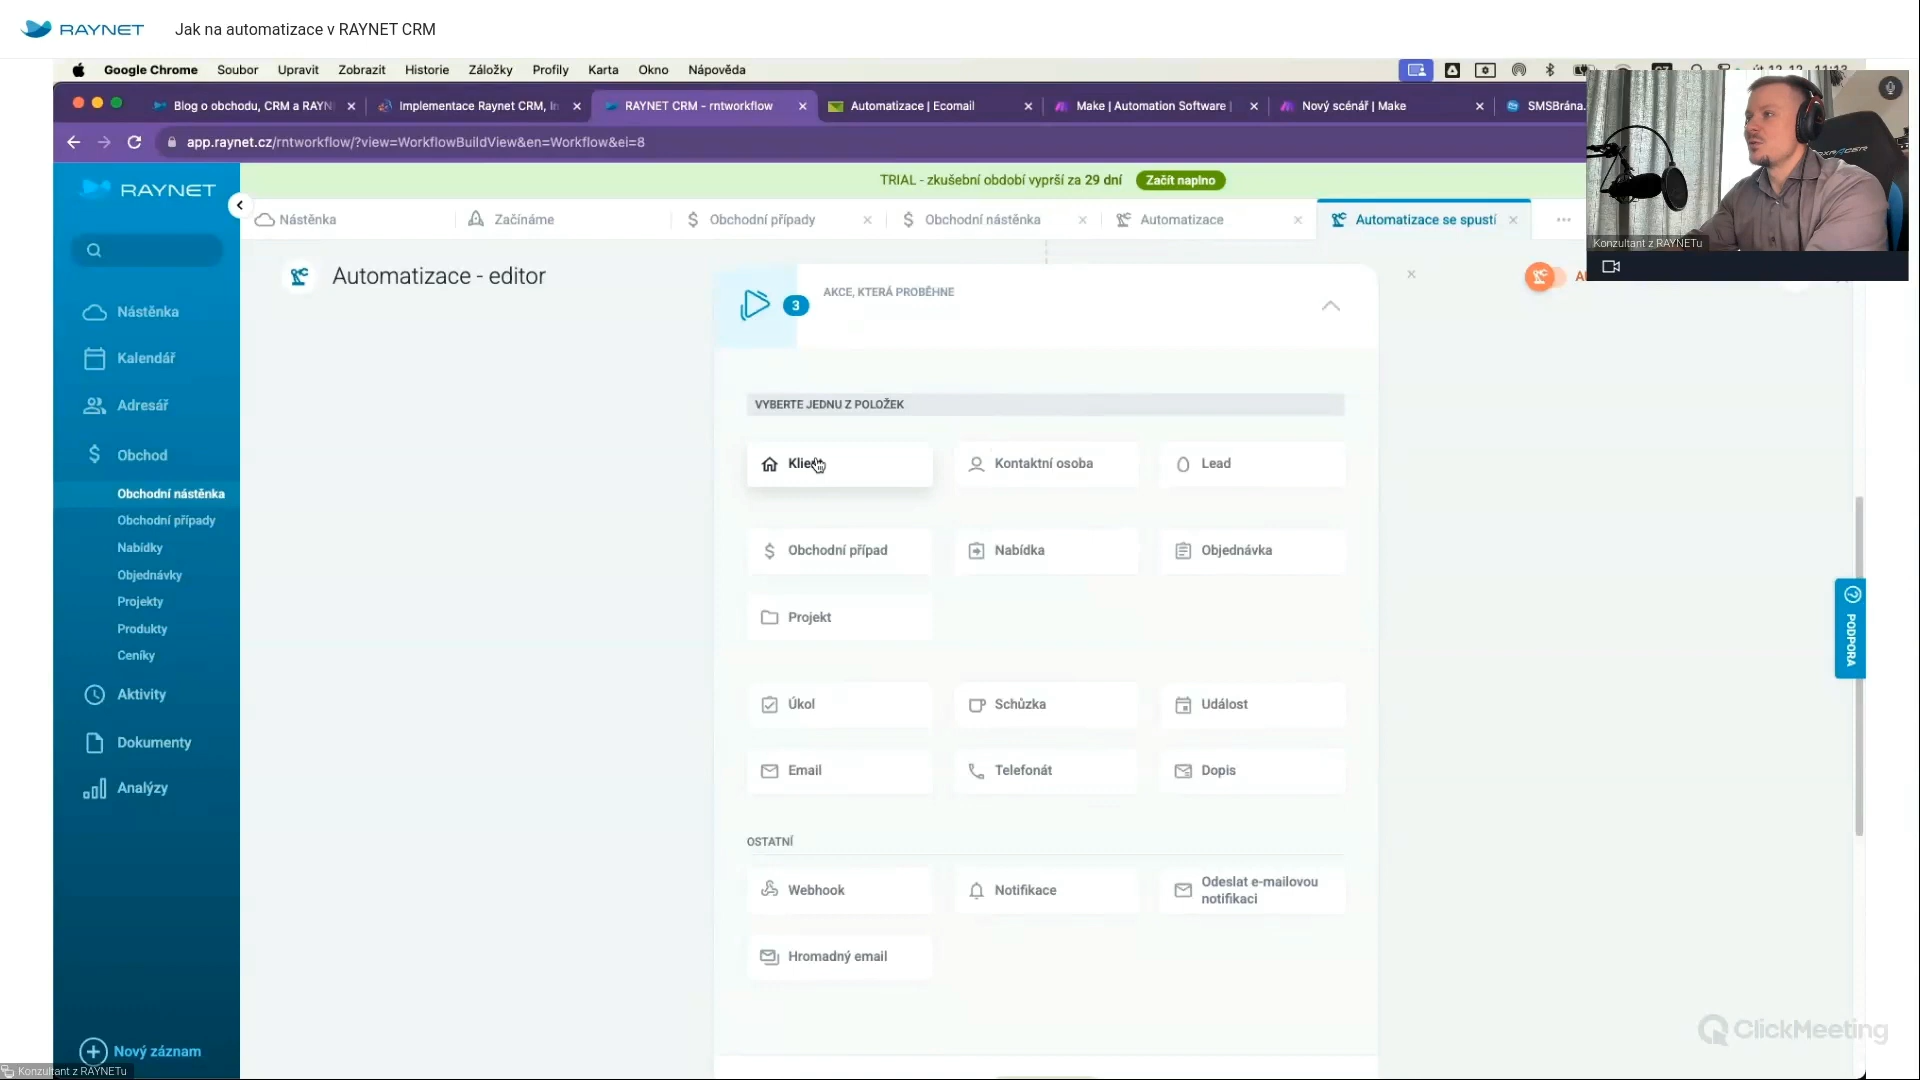 RAYNET
Jak na automatizace v RAYNET CRM
Google Chrome Soubor Upravit Zobrazit Historie Záložky Profily Karta Okno Nápověda
Blog o obchodu, CRM a RAYN
Implementace Raynet CRM, In
RAYNET CRM - rntworkflow
Automatizace | Ecomail
Make | Automation Software |
Nový scénář | Make
SMSBrána.
app.raynet.cz/rntworkflow/?view=WorkflowBuildView&en=Workflow&ei=8
Konzultant z RAYNETu
RAYNET
TRIAL - zkušební období vyprší za 29 dní Začít naplno
Nástěnka
Začínáme
Obchodní případy
Obchodní nástěnka
Automatizace
Automatizace se spustí
Automatizace - editor
3
AKCE, KTERÁ PROBĚHNE
Nástěnka
Kalendář
Adresář
Obchod
Obchodní nástěnka
Obchodní případy
Nabídky
Objednávky
Projekty
Produkty
Ceníky
Aktivity
Dokumenty
Analýzy
Nový záznam
VYBERTE JEDNU Z POLOŽEK
Kontaktní osoba
Lead
Obchodní případ
Nabídka
Objednávka
Projekt
Úkol
Schůzka
Událost
Email
Telefonát
Dopis
OSTATNÍ
Webhook
Notifikace
Odeslat e-mailovou
notifikaci
Hromadný email
PODPORA
ClickMeeting
Konzultant z RAYNETu